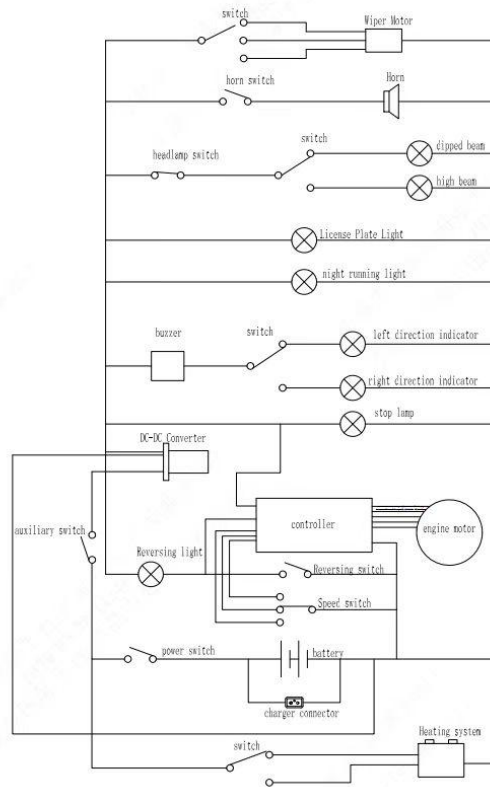 switch
Wiper Motor
horn switch
Horn
switch
dipped beam
headlamp switch
high beam
License Plate Light
night running light
buzzer
switch
left direction indicator
right direction indicator
stop lamp
DC-DC Converter
controller
engine motor
auxiliary switch
Reversing light
Reversing switch
Speed switch
power switch
battery
charger connector
Heating system
switch